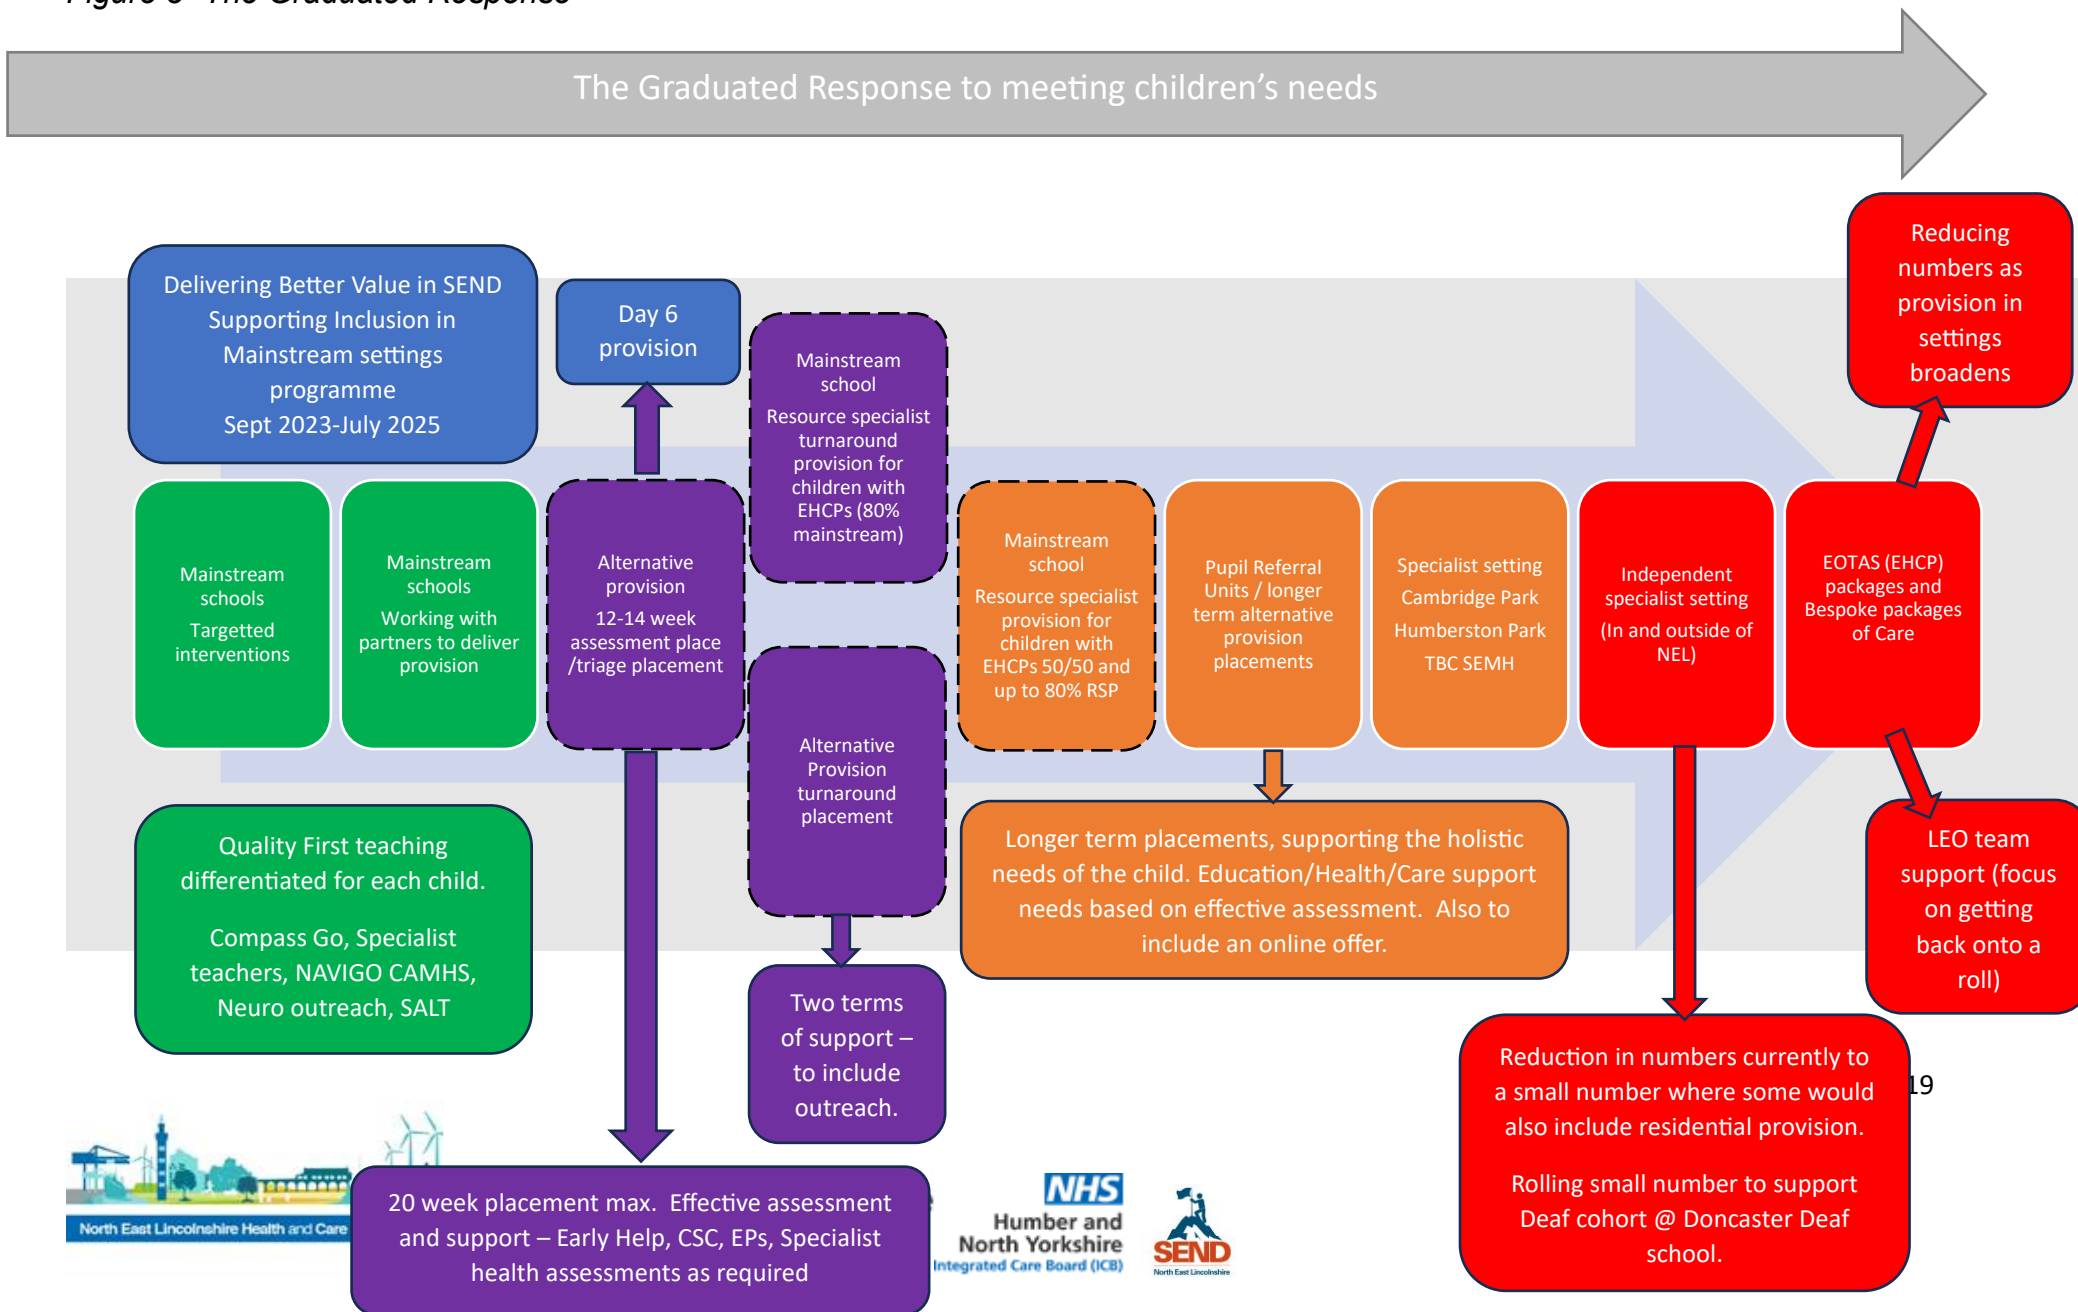 The Graduated Response to meeting children's needs
Delivering Better Value in SEND
Supporting Inclusion in
Mainstream settings
programme
Sept 2023-July 2025
Day 6
provision
Mainstream
school
Resource specialist
turnaround
provision for
children with
EHCPs (80%
mainstream)
Reducing
numbers as
provision in
settings
broadens
Mainstream
schools
Targetted
interventions
Mainstream
schools
Working with
partners to deliver
provision
Alternative
provision
12-14 week
assessment place
/triage placement
Mainstream
school
Resource specialist
provision for
children with
EHCPs 50/50 and
up to 80% RSP
Pupil Referral
Units / longer
term alternative
provision
placements
Specialist setting
Cambridge Park
Humberston Park
TBC SEMH
Independent
specialist setting
(In and outside of
NEL)
EOTAS (EHCP)
packages and
Bespoke packages
of Care
Alternative
Provision
turnaround
placement
Quality First teaching
differentiated for each child.
Compass Go, Specialist
teachers, NAVIGO CAMHS,
Neuro outreach, SALT
Longer term placements, supporting the holistic
needs of the child. Education/Health/Care support
needs based on effective assessment.  Also to
include an online offer.
LEO team
support (focus
on getting
back onto a
roll)
Two terms
of support –
to include
outreach.
Reduction in numbers currently to
a small number where some would
also include residential provision.
Rolling small number to support
Deaf cohort @ Doncaster Deaf
school.
19
20 week placement max.  Effective assessment
and support – Early Help, CSC, EPs, Specialist
health assessments as required
North East Lincolnshire Health and Care
NHS
Humber and
North Yorkshire
Integrated Care Board (ICB)
SEND
North East Lincolnshire